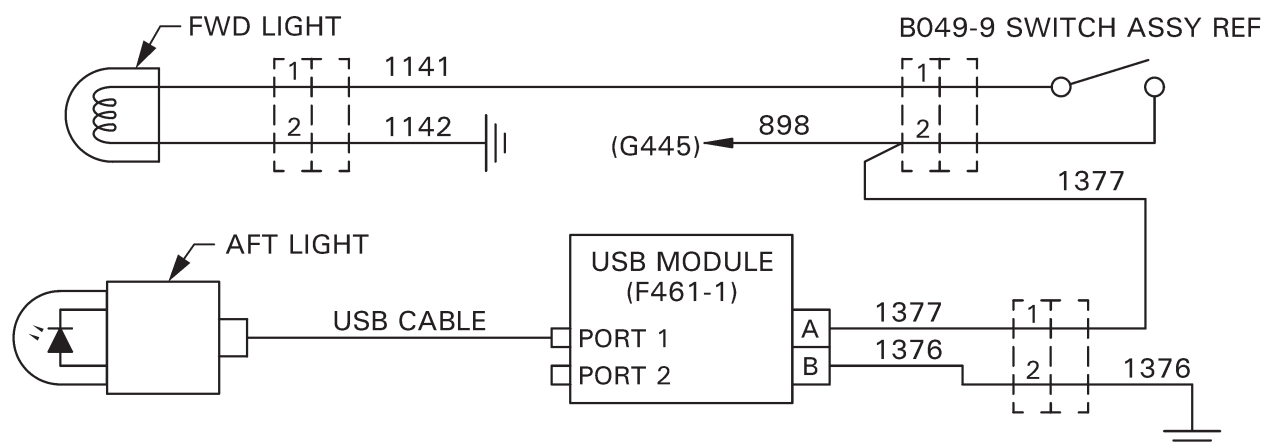 FWD LIGHT
B049-9 SWITCH ASSY REF
1 1141 1
2 1142 (G445) 898 2
1377
AFT LIGHT
USB MODULE
(F461-1)
USB CABLE PORT 1 A 1377 1
PORT 2 B 1376 2 1376